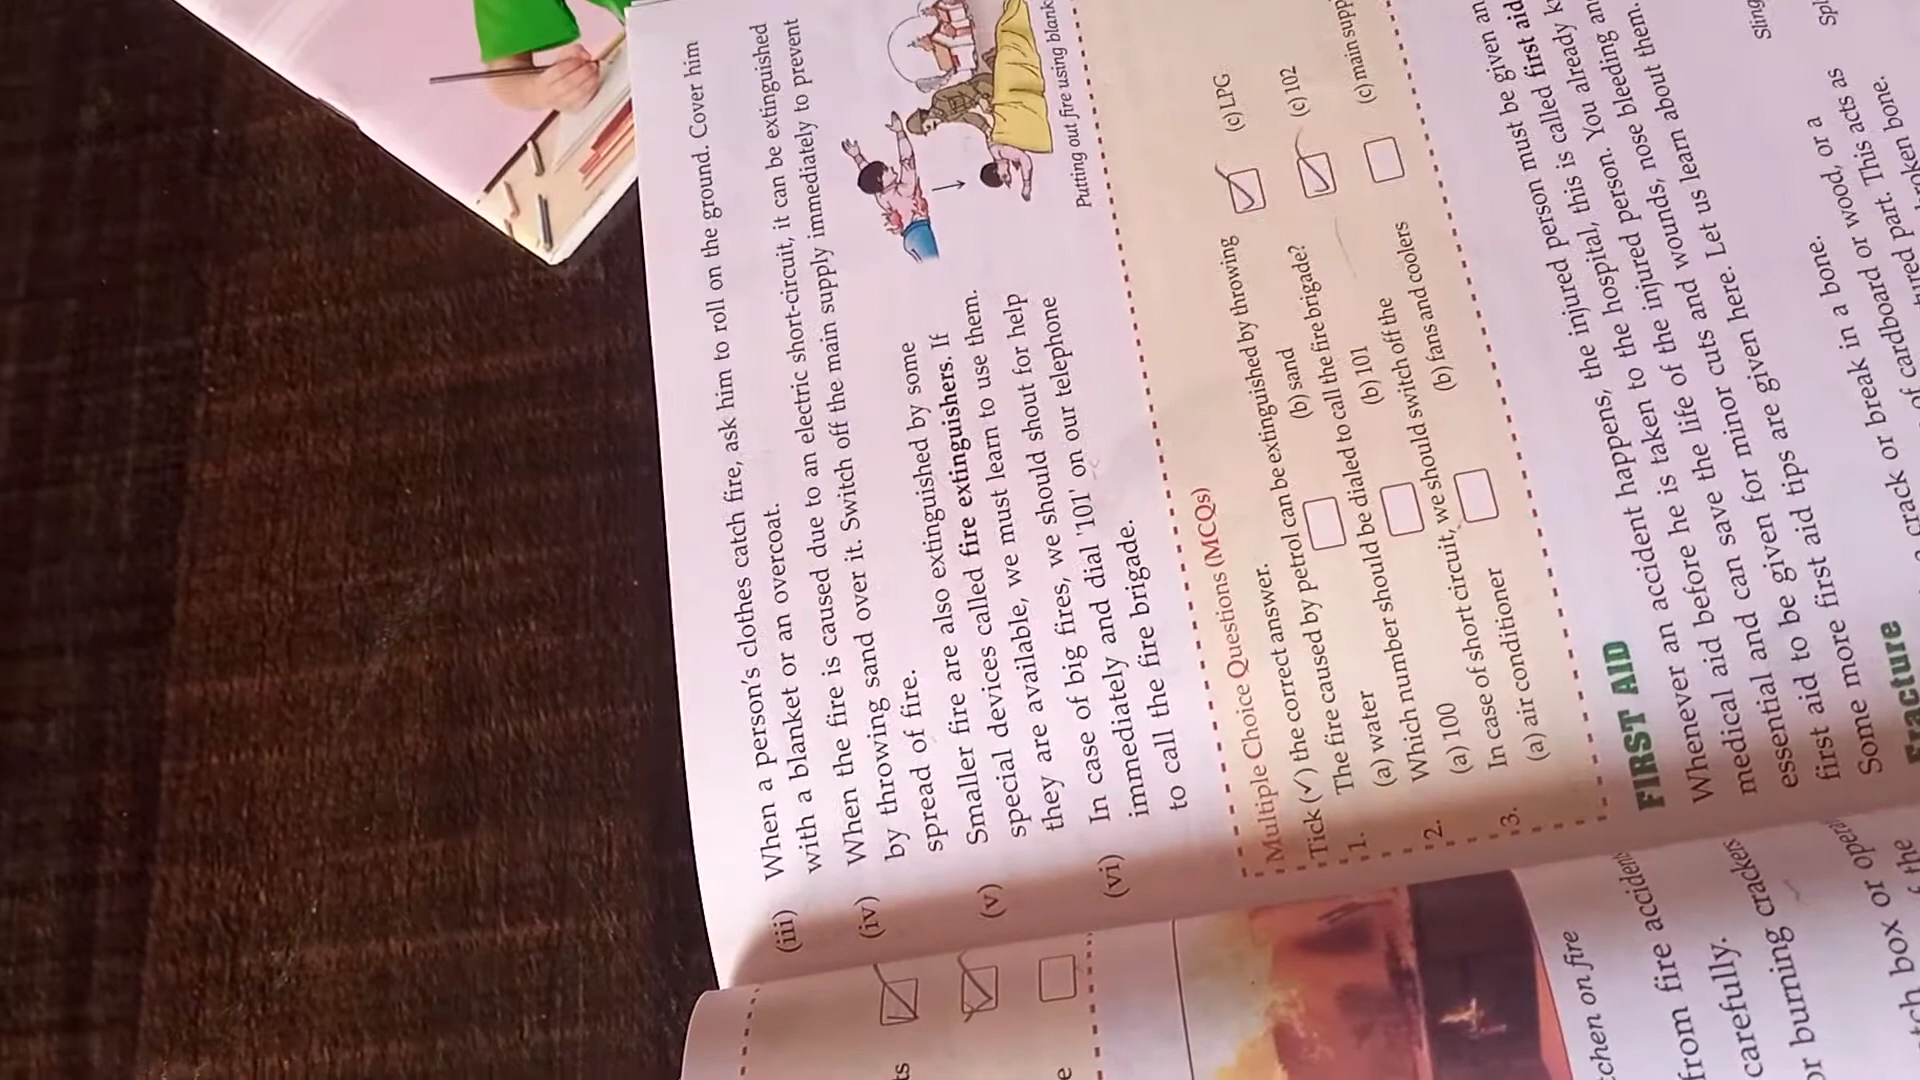 (iii) When a person's clothes catch fire, ask him to roll on the ground. Cover him
with a blanket or an overcoat.
(iv) When the fire is caused due to an electric short-circuit, it can be extinguished
by throwing sand over it. Switch off the main supply immediately to prevent
spread of fire.
(v) Smaller fire are also extinguished by some
special devices called fire extinguishers. If
they are available, we must learn to use them.
(vi) In case of big fires, we should shout for help
immediately and dial '101' on our telephone
to call the fire brigade.
Putting out fire using blank
Multiple Choice Questions (MCQs)
Tick (✓) the correct answer.
1. The fire caused by petrol can be extinguished by throwing
(a) water (b) sand (c) LPG
2. Which number should be dialed to call the fire brigade?
(a) 100 (b) 101 (c) 102
3. In case of short circuit, we should switch off the
(a) air conditioner (b) fans and coolers (c) main supp
FIRST AID
Whenever an accident happens, the injured person must be given an
medical aid before he is taken to the hospital, this is called first aid
essential and can save the life of the injured person. You already k
first aid to be given for minor cuts and wounds, nose bleeding an
Some more first aid tips are given here. Let us learn about them.
Fracture
crack or break in a bone.
of cardboard or wood, or a
part. This acts as
broken bone.
Sling
Spl
ts
e
chen on fire
from fire acciden
carefully.
or burning crackers
tch box or opera
the